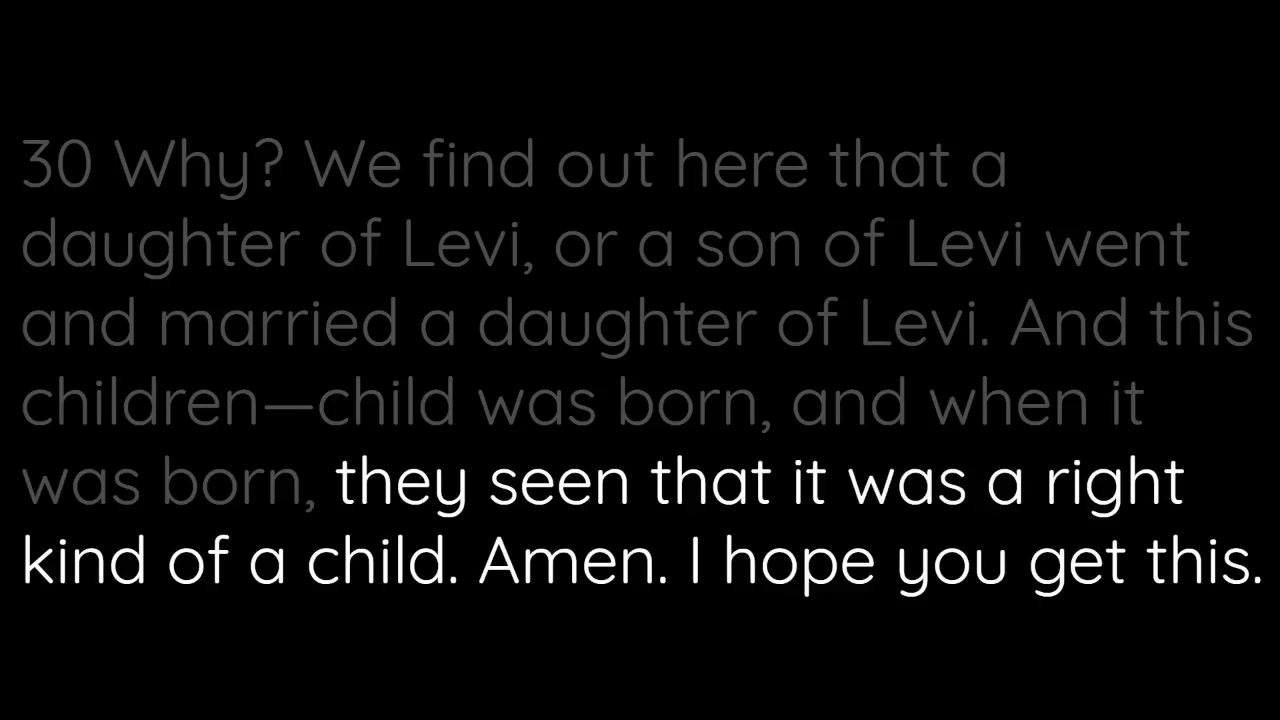 30 Why? We find out here that a
daughter of Levi, or a son of Levi went
and married a daughter of Levi. And this
children—child was born, and when it
was born, they seen that it was a right
kind of a child. Amen. I hope you get this.